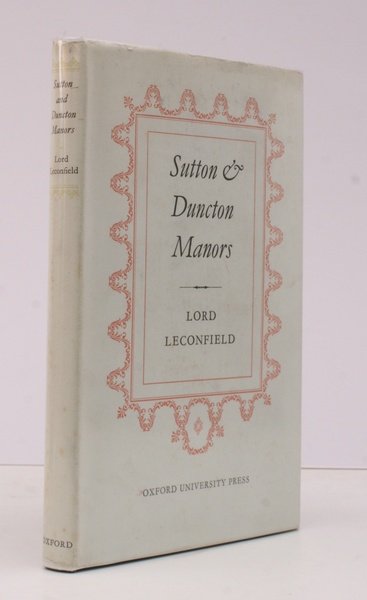 Sutton
and
Duncton
Manors
Lord
Leconfield
OXFORD
Sutton &
Duncton
Manors
LORD
LECONFIELD
OXFORD UNIVERSITY PRESS